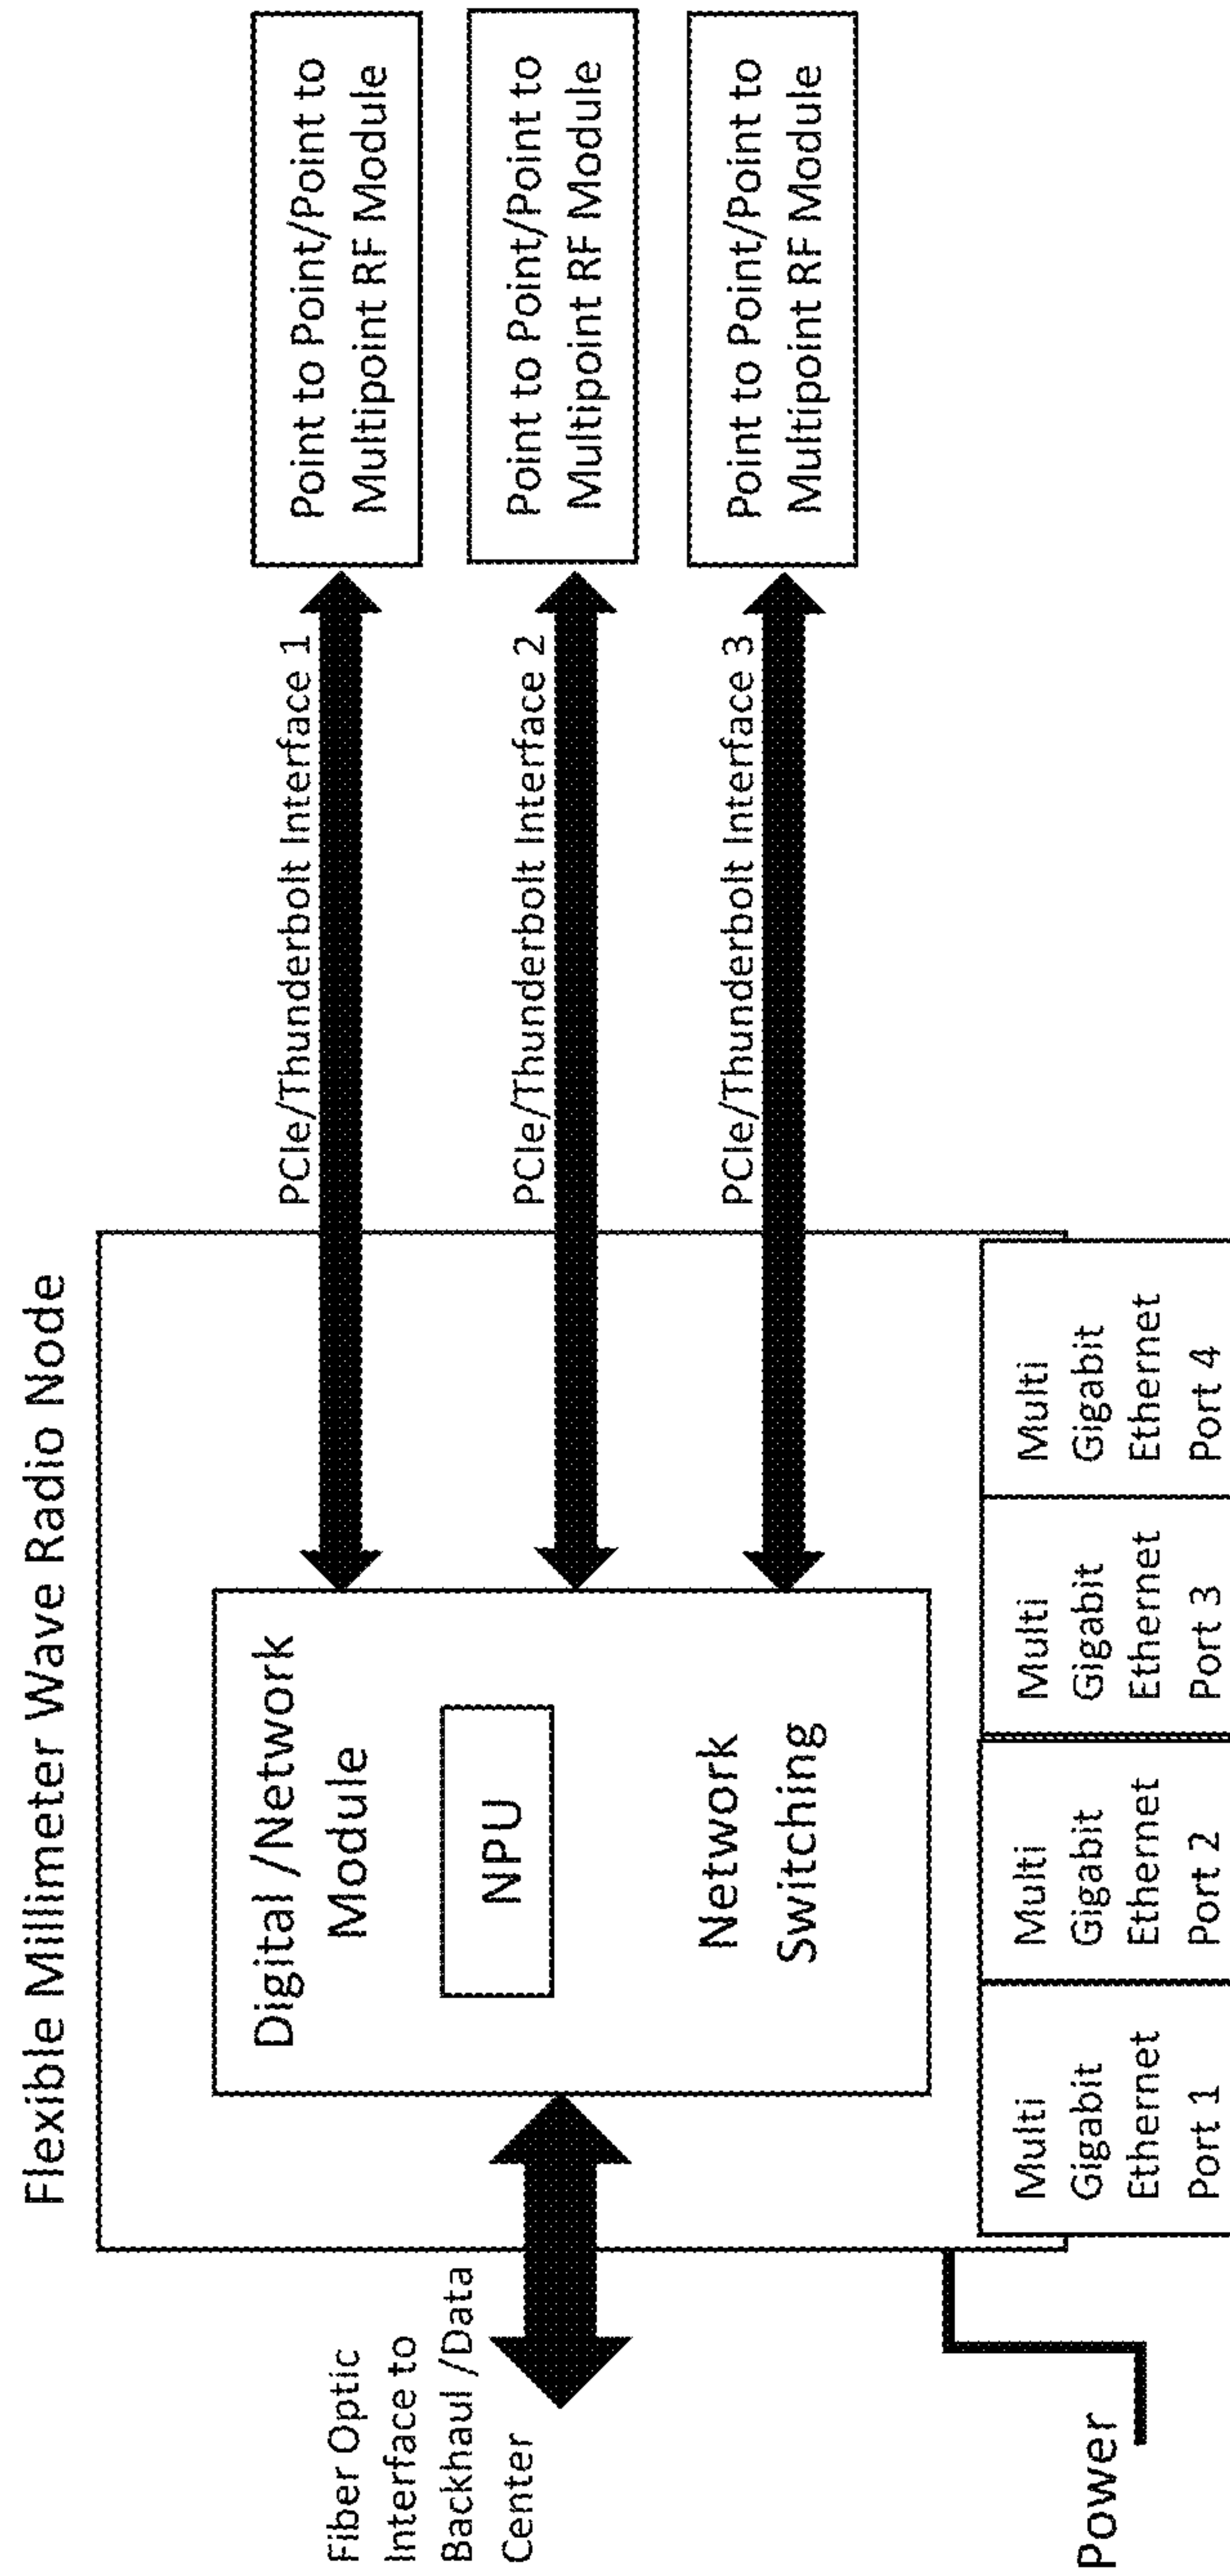 Flexible Millimeter Wave Radio Node
Fiber Optic
Interface to
Backhaul /Data
Center
Digital /Network
Module
NPU
Network
Switching
PCIe/Thunderbolt Interface 1
PCIe/Thunderbolt Interface 2
PCIe/Thunderbolt Interface 3
Point to Point/Point to
Multipoint RF Module
Point to Point/Point to
Multipoint RF Module
Point to Point/Point to
Multipoint RF Module
Power
Multi
Gigabit
Ethernet
Port 1
Multi
Gigabit
Ethernet
Port 2
Multi
Gigabit
Ethernet
Port 3
Multi
Gigabit
Ethernet
Port 4